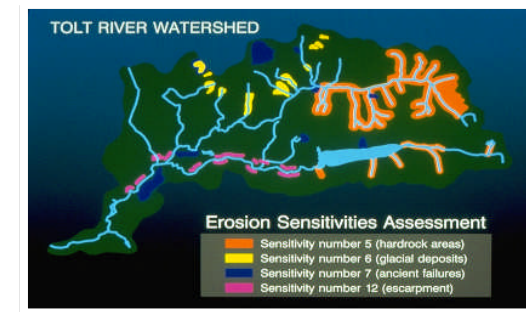 TOLT RIVER WATERSHED
Erosion Sensitivities Assessment
Sensitivity number 5 (hardrock areas)
Sensitivity number 6 (glacial deposits)
Sensitivity number 7 (ancient failures)
Sensitivity number 12 (escarpment)